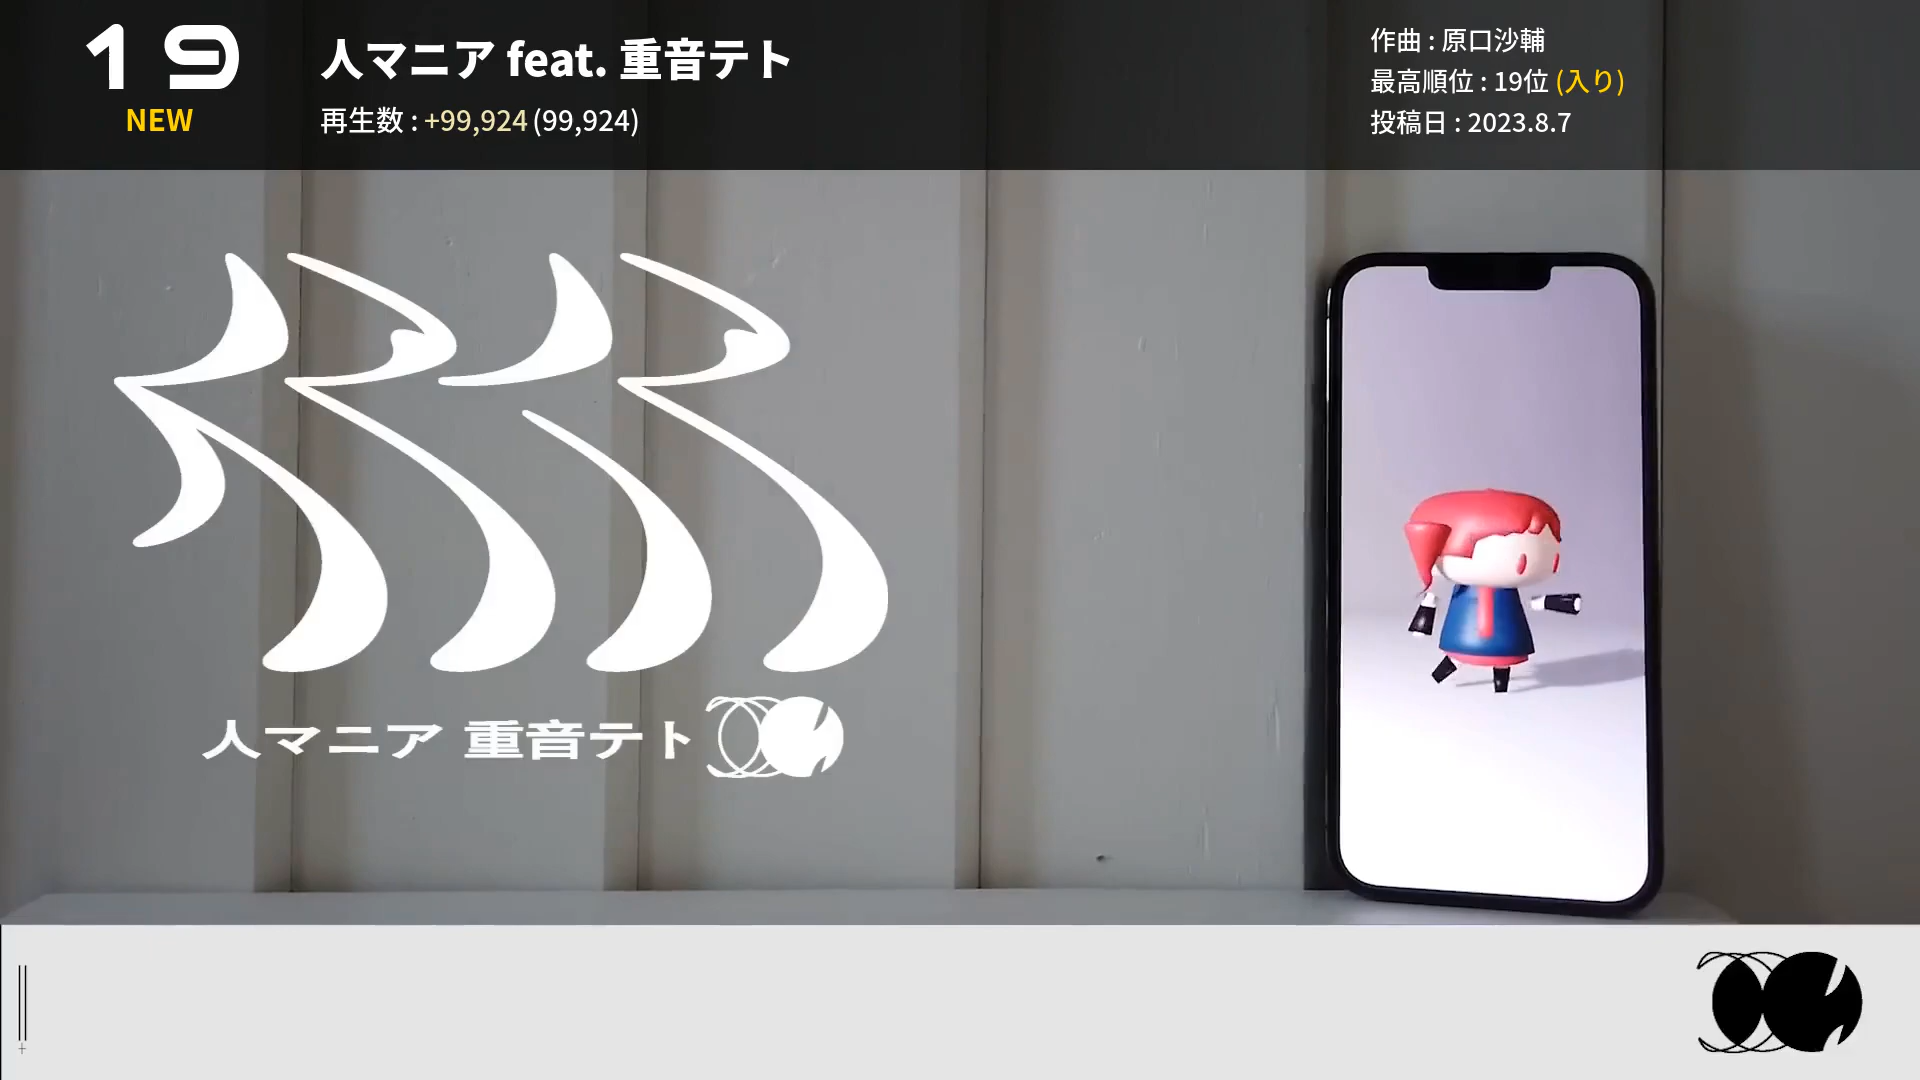 19
NEW
人マニア feat. 重音テト
再生数 : +99,924 (99,924)
作曲 : 原口沙輔
最高順位 : 19位 (入り)
投稿日 : 2023.8.7
人マニア 重音テト